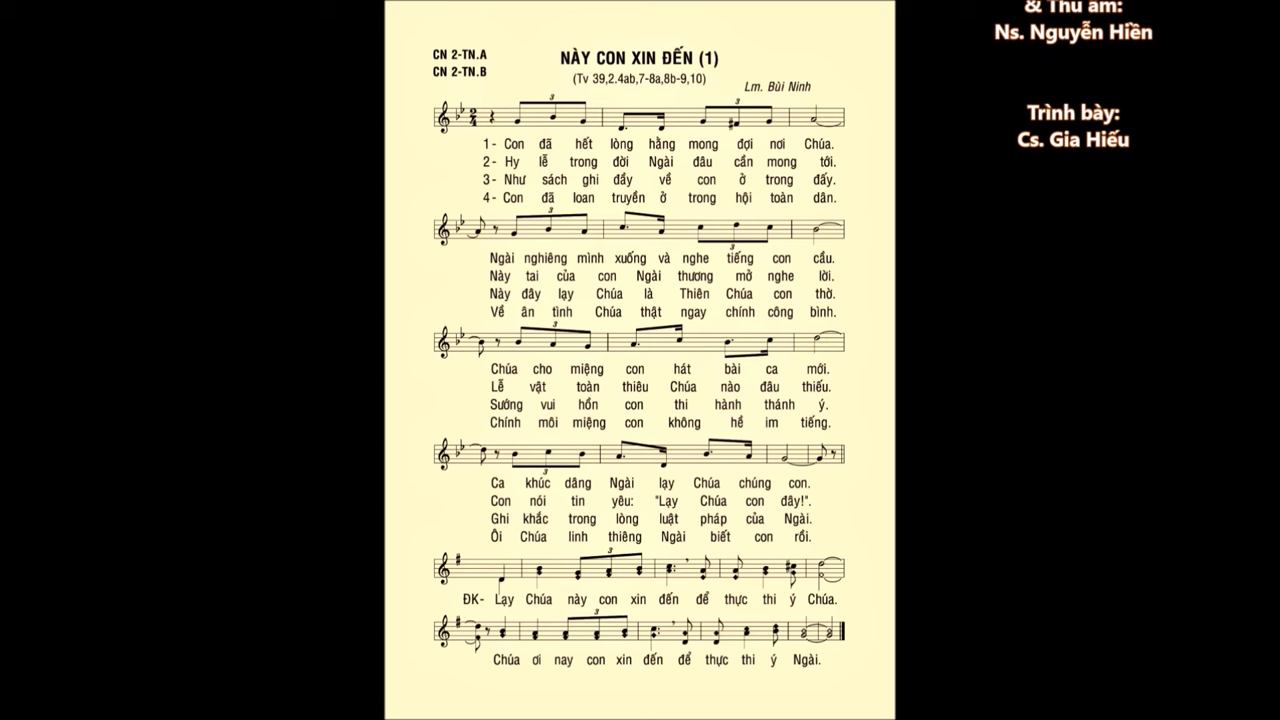 & Thu âm:
Ns. Nguyễn Hiền
Trình bày:
Cs. Gia Hiếu
CN 2-TN.A
CN 2-TN.B
NÀY CON XIN ĐẾN (1)
(Tv 39,2.4ab,7-8a,8b-9,10)
Lm. Bùi Ninh
1- Con đã hết lòng hằng mong đợi nơi Chúa.
2- Hy lễ trong đời Ngài đâu cần mong tới.
3- Như sách ghi đầy về con ở trong đấy.
4- Con đã loan truyền ở trong hội toàn dân.
Ngài nghiêng mình xuống và nghe tiếng con cầu.
Này tai của con Ngài thương mở nghe lời.
Này đây lạy Chúa là Thiên Chúa con thờ.
Về ân tình Chúa thật ngay chính công bình.
Chúa cho miệng con hát bài ca mới.
Lễ vật toàn thiêu Chúa nào đâu thiếu.
Sướng vui hồn con thi hành thánh ý.
Chính môi miệng con không hề im tiếng.
Ca khúc dâng Ngài lạy Chúa chúng con.
Con nói tin yêu: "Lạy Chúa con đây!".
Ghi khắc trong lòng luật pháp của Ngài.
Ôi Chúa linh thiêng Ngài biết con rồi.
ĐK- Lạy Chúa này con xin đến để thực thi ý Chúa.
Chúa ơi nay con xin đến để thực thi ý Ngài.